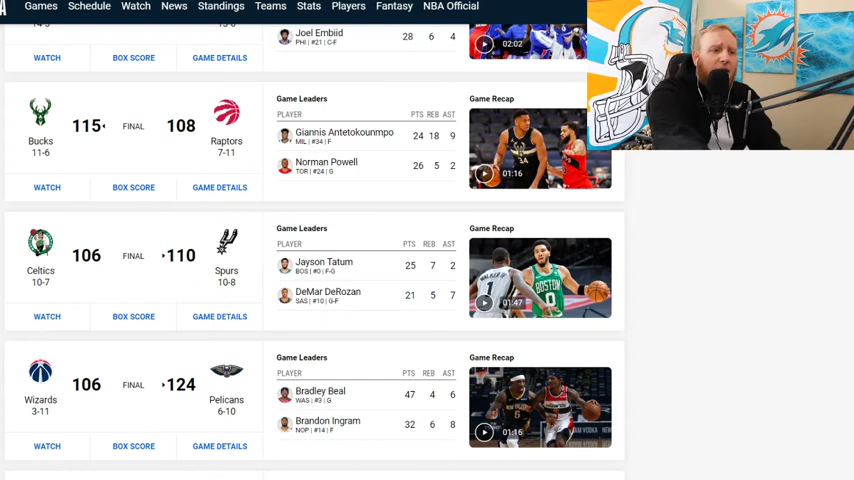 Games Schedule Watch News Standings Teams Stats Players Fantasy NBA Official
Joel Embiid 28 6 4
PHI | #21 | C-F
02:02
WATCH BOX SCORE GAME DETAILS
Game Leaders Game Recap
PLAYER PTS REB AST
Bucks 115 FINAL 108 Raptors
11-6 7-11
Giannis Antetokounmpo 24 18 9
MIL | #34 | F
Norman Powell 26 5 2
TOR | #24 | G
01:16
WATCH BOX SCORE GAME DETAILS
Game Leaders Game Recap
PLAYER PTS REB AST
Celtics 106 FINAL 110 Spurs
10-7 10-8
Jayson Tatum 25 7 2
BOS | #0 | F-G
DeMar DeRozan 21 5 7
SAS | #10 | G-F
BOSTON
0
1
01:47
WATCH BOX SCORE GAME DETAILS
Game Leaders Game Recap
PLAYER PTS REB AST
Wizards 106 FINAL 124 Pelicans
3-11 6-10
Bradley Beal 47 4 6
WAS | #3 | G
Brandon Ingram 32 6 8
NOP | #14 | F
01:16
WATCH BOX SCORE GAME DETAILS